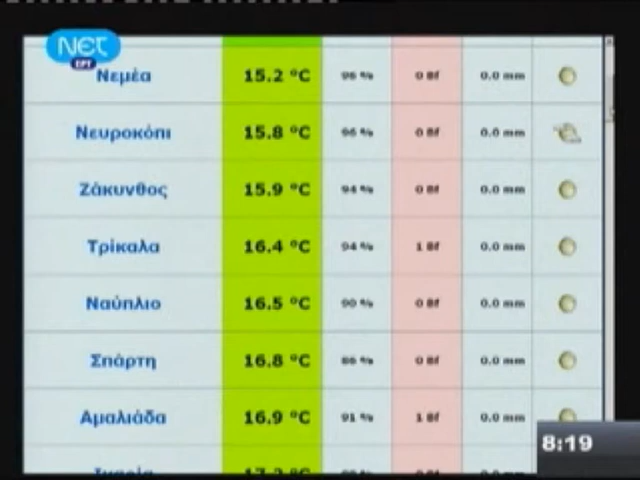 ΝΕΤ
ΕΡΤ
Νεμέα 15.2 °C 96 % 0 Bf 0.0 mm
Νευροκόπι 15.8 °C 96 % 0 Bf 0.0 mm
Ζάκυνθος 15.9 °C 94 % 0 Bf 0.0 mm
Τρίκαλα 16.4 °C 94 % 1 Bf 0.0 mm
Ναύπλιο 16.5 °C 90 % 0 Bf 0.0 mm
Σπάρτη 16.8 °C 86 % 0 Bf 0.0 mm
Αμαλιάδα 16.9 °C 91 % 1 Bf 0.0 mm
8:19